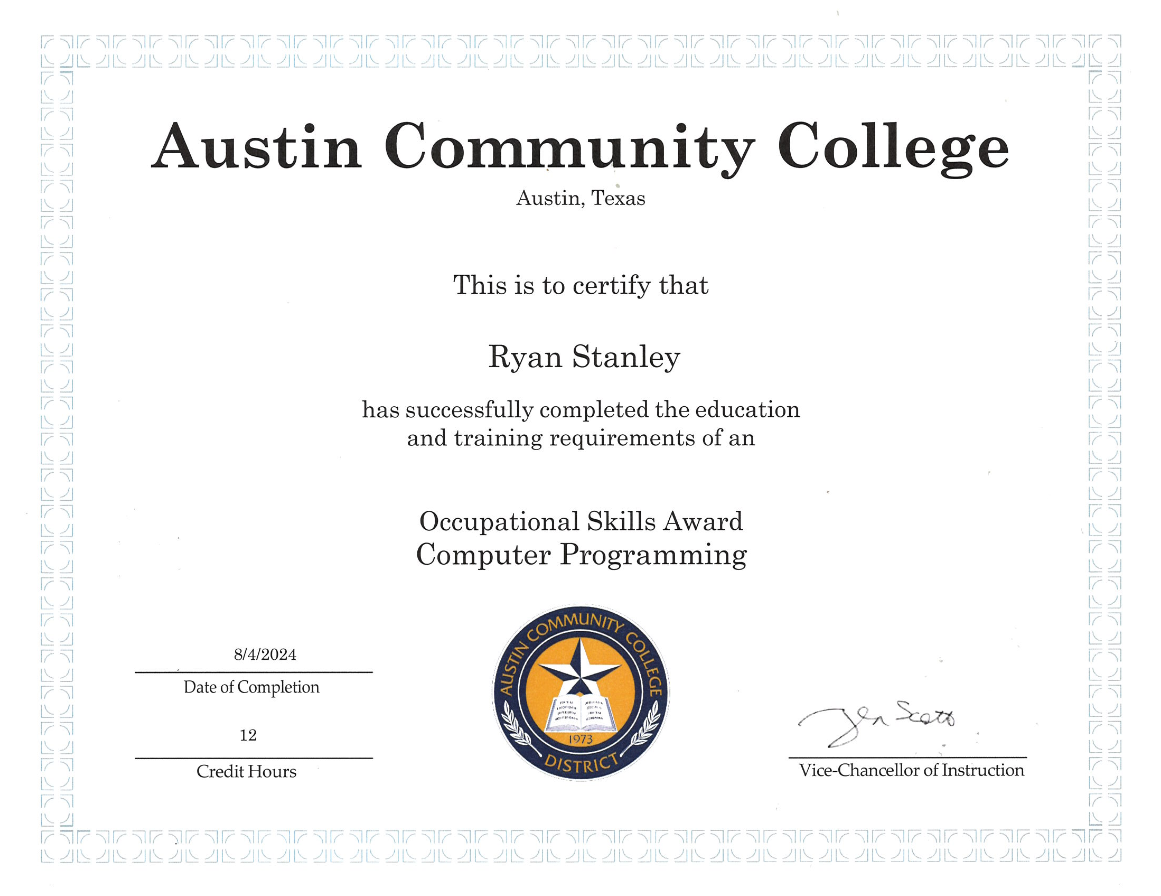 Austin Community College
Austin, Texas
This is to certify that
Ryan Stanley
has successfully completed the education
and training requirements of an
Occupational Skills Award
Computer Programming
8/4/2024
Date of Completion
12
Credit Hours
AUSTIN COMMUNITY COLLEGE
1973
DISTRICT
Jen Scott
Vice-Chancellor of Instruction